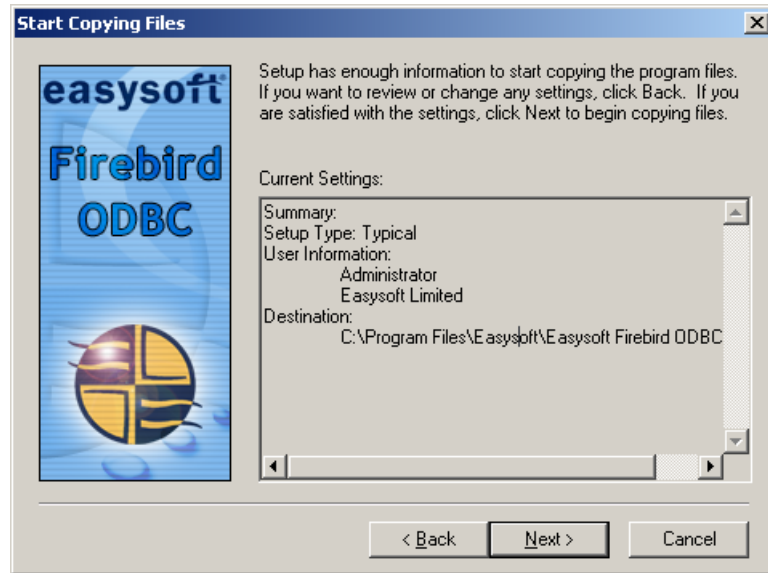 Start Copying Files
easysoft
Firebird
ODBC
Setup has enough information to start copying the program files.
If you want to review or change any settings, click Back. If you
are satisfied with the settings, click Next to begin copying files.
Current Settings:
Summary:
Setup Type: Typical
User Information:
Administrator
Easysoft Limited
Destination:
C:\Program Files\Easysoft\Easysoft Firebird ODBC
< Back
Next >
Cancel